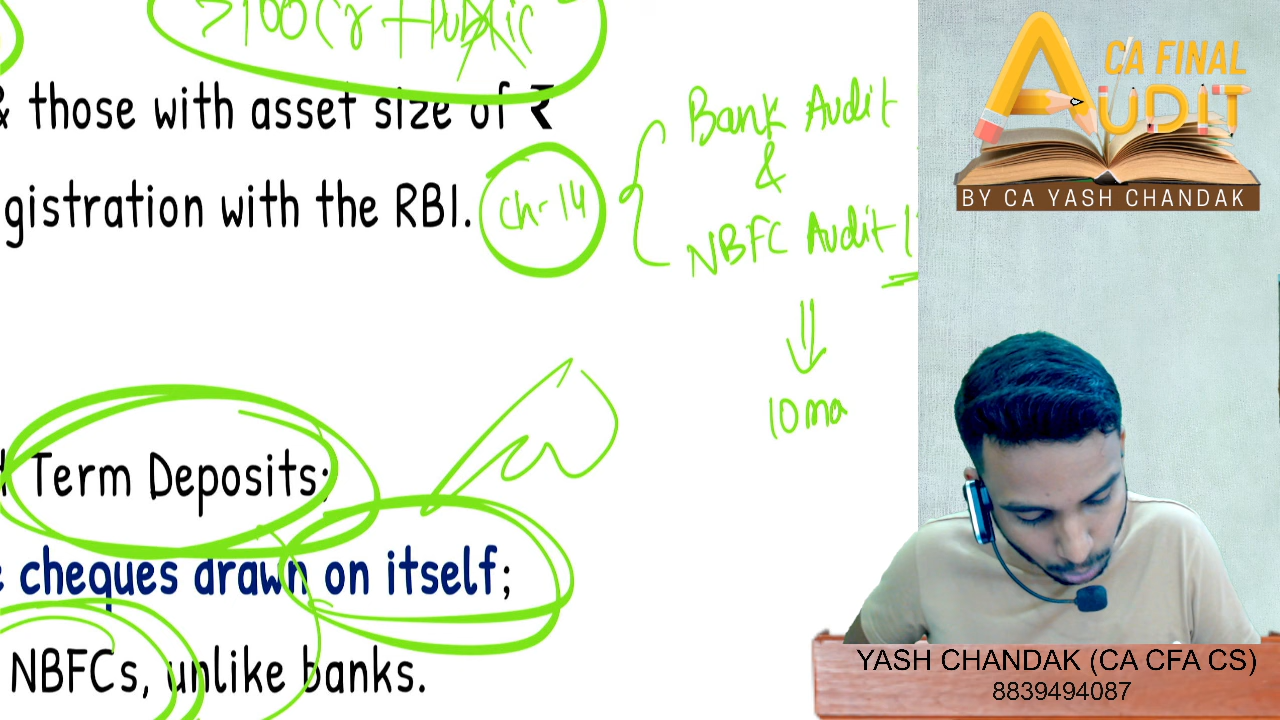 >100 Cr + Public
& those with asset size of ₹
gistration with the RBI.
Ch-14
Bank Audit
&
NBFC Audit
10 ma
Term Deposits;
cheques drawn on itself;
NBFCs, unlike banks.
CA FINAL
AUDIT
BY CA YASH CHANDAK
YASH CHANDAK (CA CFA CS)
8839494087